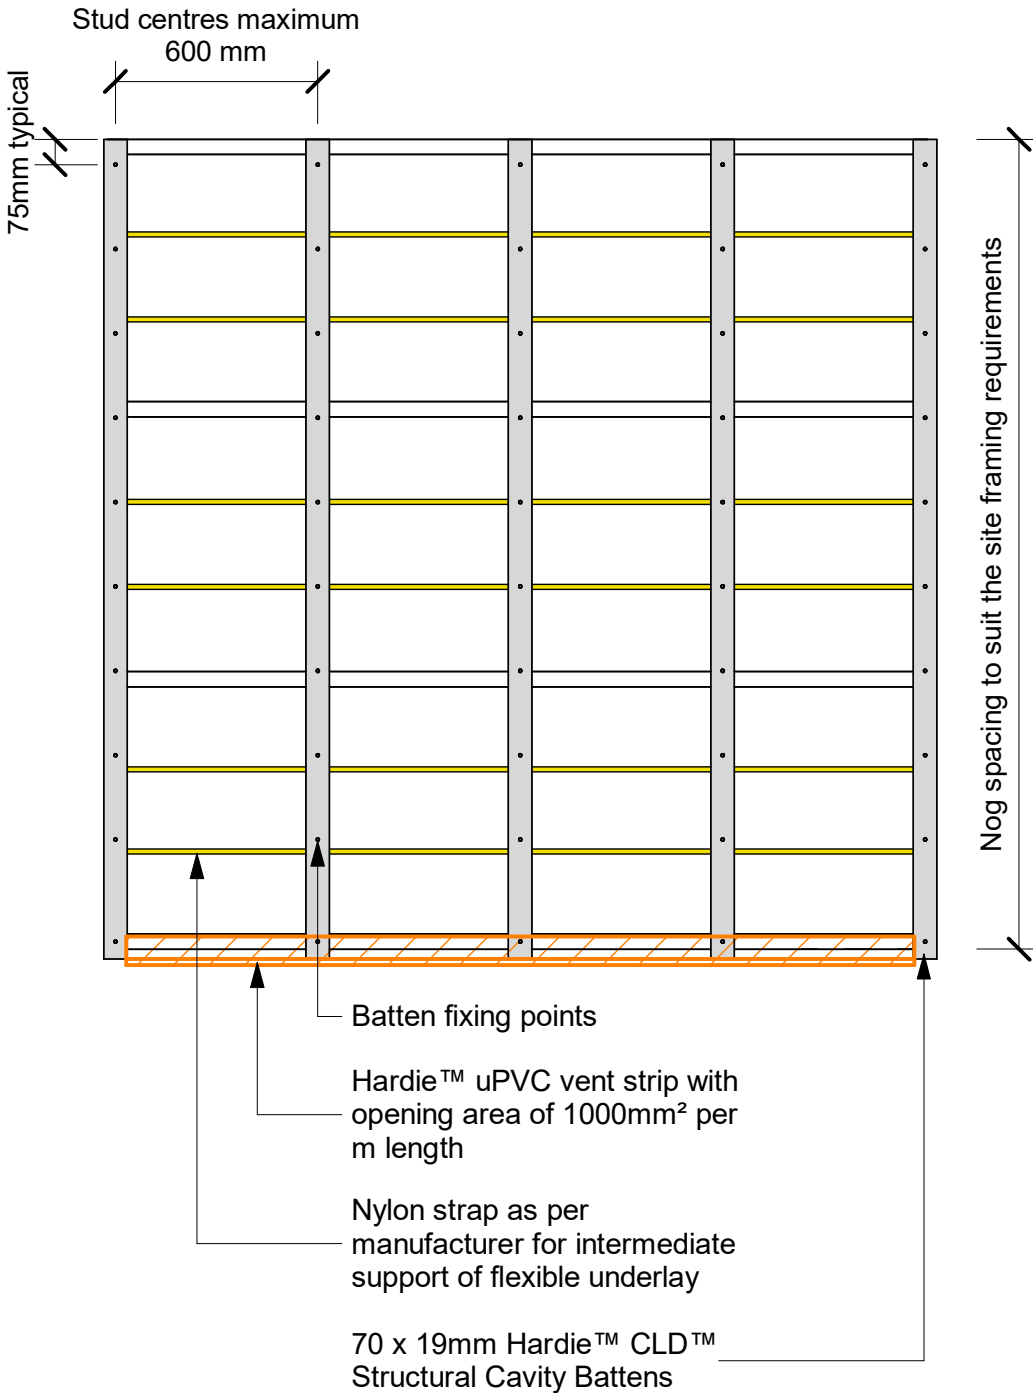 Stud centres maximum
600 mm
75mm typical
Nog spacing to suit the site framing requirements
Batten fixing points
Hardie™ uPVC vent strip with
opening area of 1000mm² per
m length
Nylon strap as per
manufacturer for intermediate
support of flexible underlay
70 x 19mm Hardie™ CLD™
Structural Cavity Battens